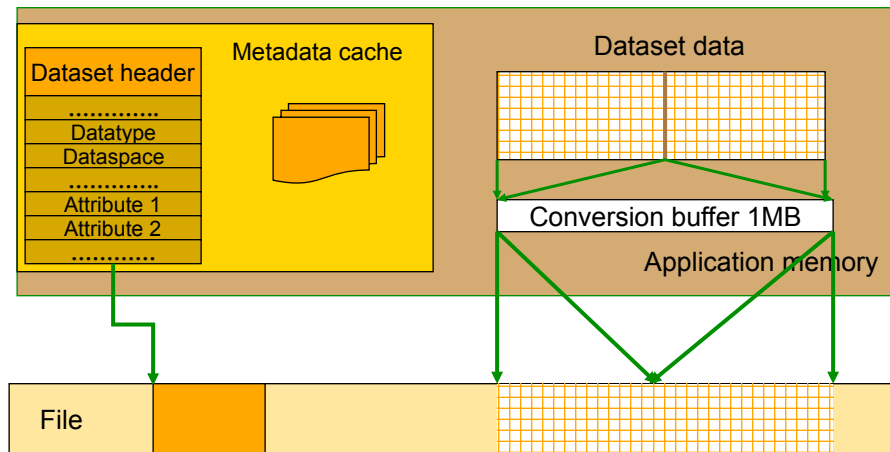 Metadata cache
Dataset header
.............
Datatype
Dataspace
.............
Attribute 1
Attribute 2
............
Dataset data
Conversion buffer 1MB
Application memory
File